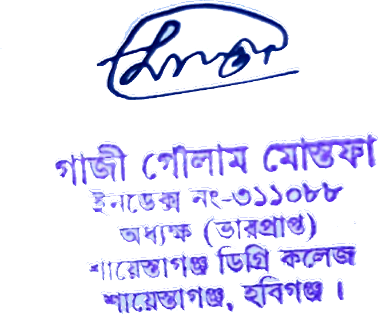 গাজী গোলাম মোস্তফা
ইনডেক্স নং-৩১১০৮৮
অধ্যক্ষ (ভারপ্রাপ্ত)
শায়েস্তাগঞ্জ ডিগ্রি কলেজ
শায়েস্তাগঞ্জ, হবিগঞ্জ ।